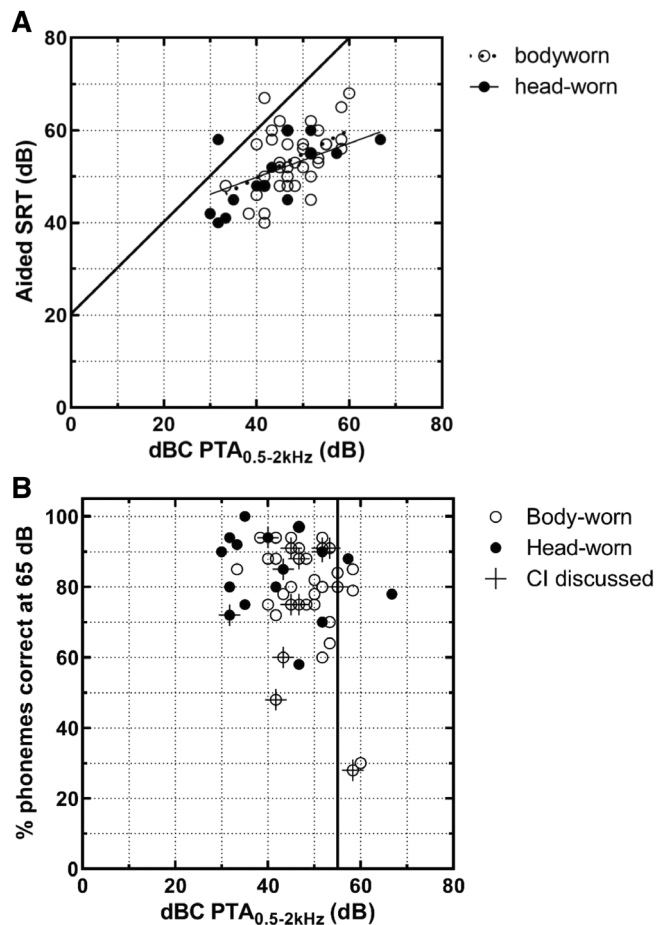 A
80
60
40
20
0
0
20
40
60
80
Aided SRT (dB)
dBC PTA0.5-2kHz (dB)
bodyworn
head-worn
B
100
80
60
40
20
0
0
20
40
60
80
% phonemes correct at 65 dB
dBC PTA0.5-2kHz (dB)
Body-worn
Head-worn
CI discussed